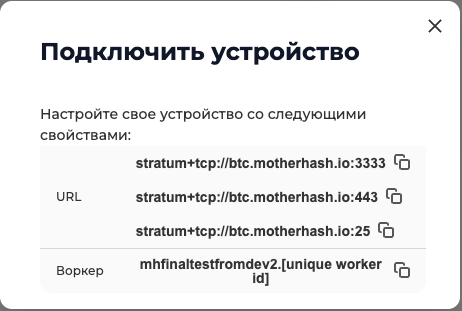 Подключить устройство
Настройте свое устройство со следующими
свойствами:
stratum+tcp://btc.motherhash.io:3333
URL
stratum+tcp://btc.motherhash.io:443
stratum+tcp://btc.motherhash.io:25
Воркер
mhfinaltestfromdev2.[unique worker
id]